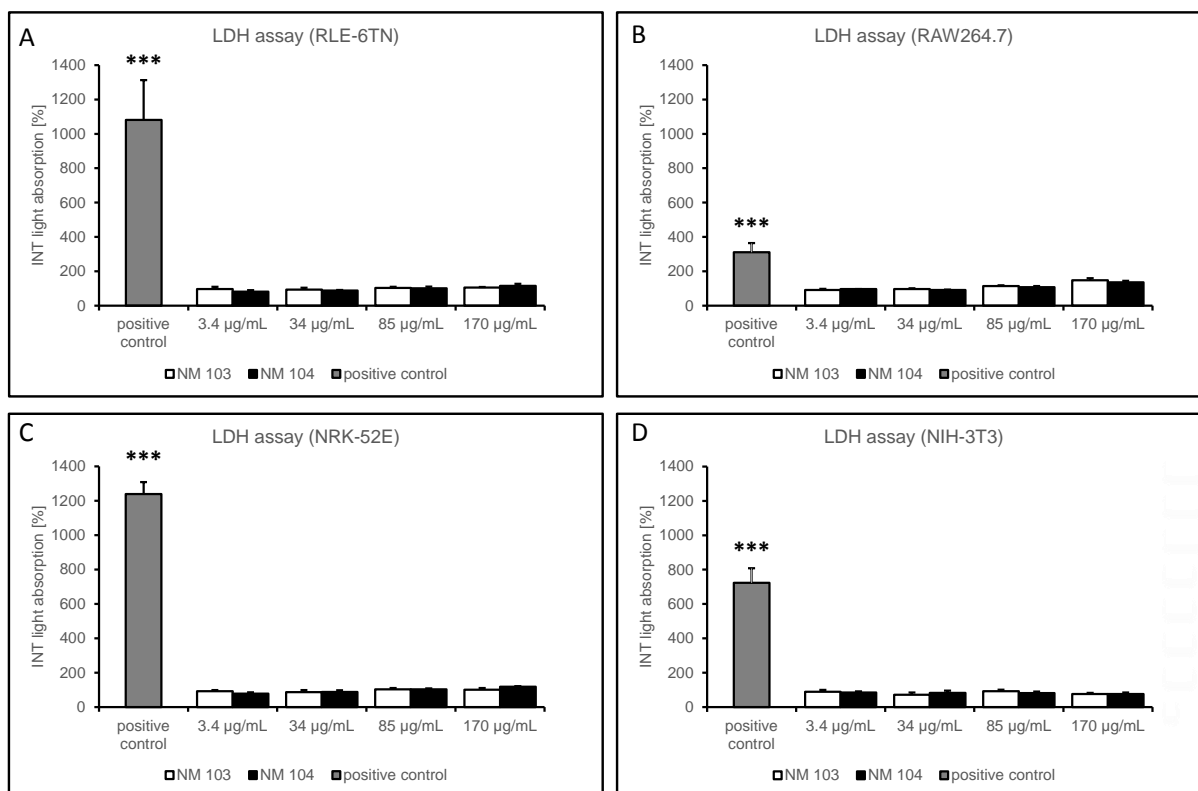 A
LDH assay (RLE-6TN)
***
INT light absorption [%]
1400
1200
1000
800
600
400
200
0
positive control
3.4 µg/mL
34 µg/mL
85 µg/mL
170 µg/mL
NM 103
NM 104
positive control
B
LDH assay (RAW264.7)
***
INT light absorption [%]
1400
1200
1000
800
600
400
200
0
positive control
3.4 µg/mL
34 µg/mL
85 µg/mL
170 µg/mL
NM 103
NM 104
positive control
C
LDH assay (NRK-52E)
***
INT light absorption [%]
1400
1200
1000
800
600
400
200
0
positive control
3.4 µg/mL
34 µg/mL
85 µg/mL
170 µg/mL
NM 103
NM 104
positive control
D
LDH assay (NIH-3T3)
***
INT light absorption [%]
1400
1200
1000
800
600
400
200
0
positive control
3.4 µg/mL
34 µg/mL
85 µg/mL
170 µg/mL
NM 103
NM 104
positive control